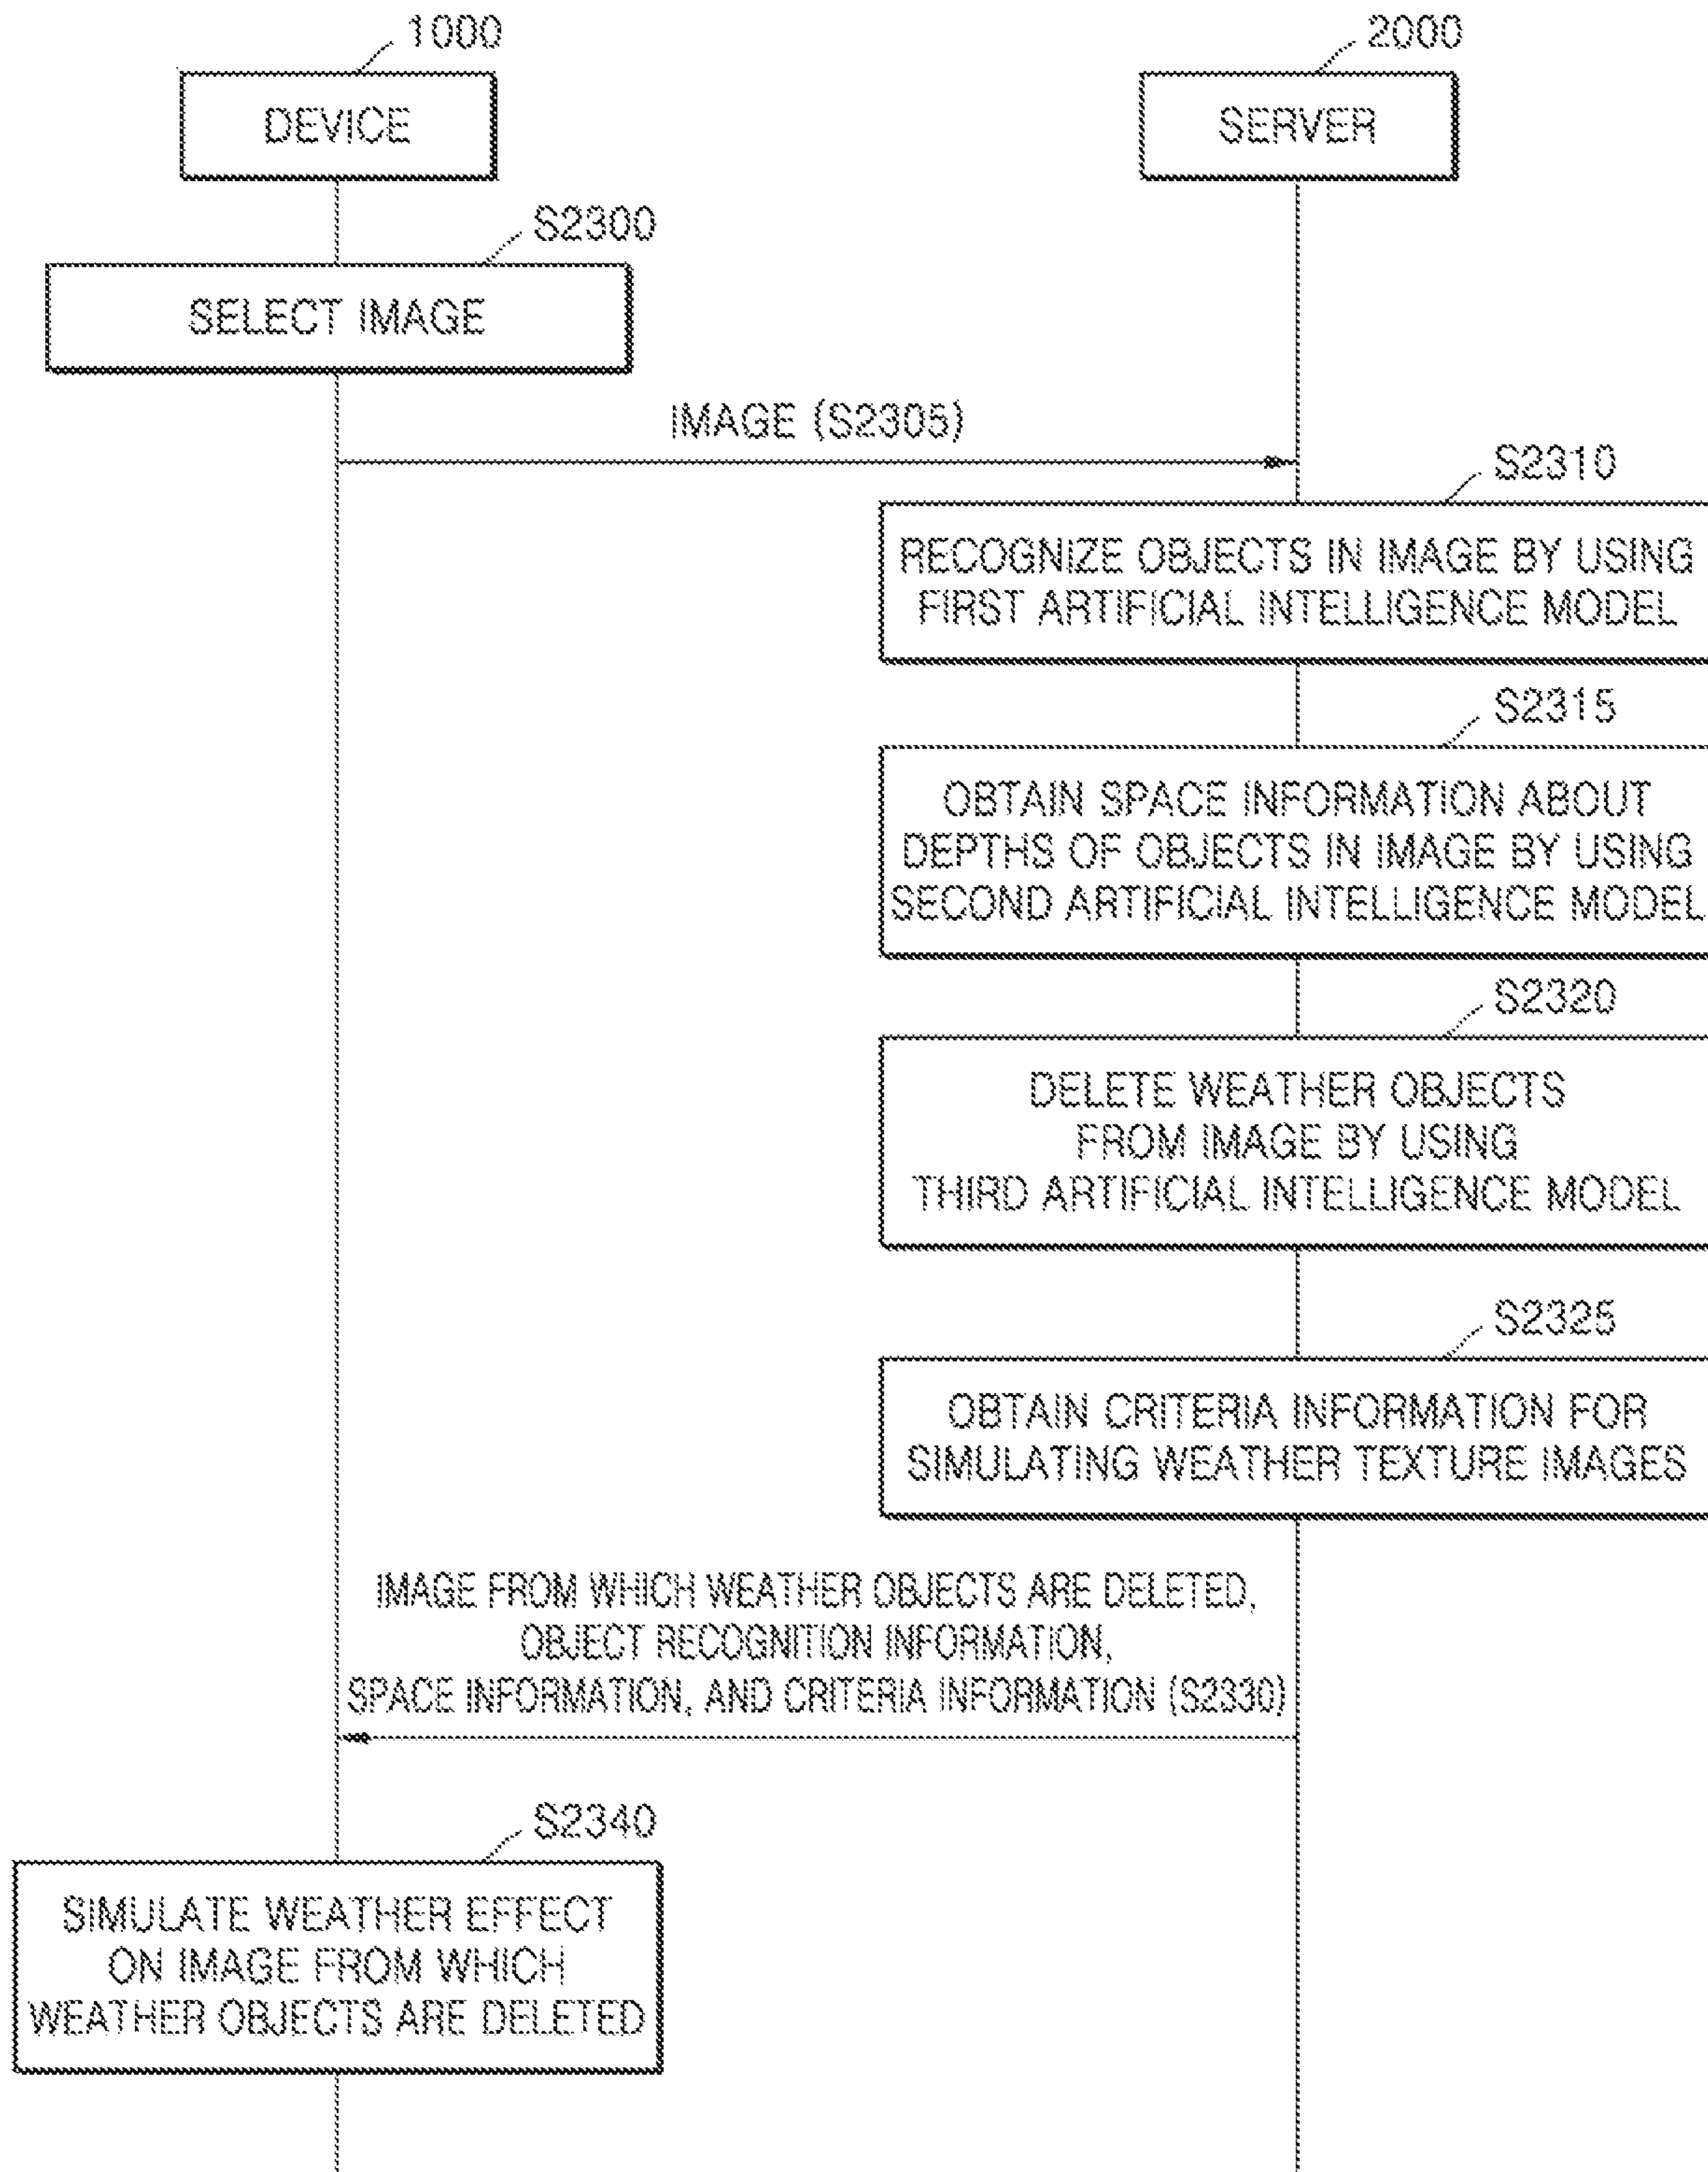 1000
2000
DEVICE
SERVER
S2300
SELECT IMAGE
IMAGE (S2305)
S2310
RECOGNIZE OBJECTS IN IMAGE BY USING
FIRST ARTIFICIAL INTELLIGENCE MODEL
S2315
OBTAIN SPACE INFORMATION ABOUT
DEPTHS OF OBJECTS IN IMAGE BY USING
SECOND ARTIFICIAL INTELLIGENCE MODEL
S2320
DELETE WEATHER OBJECTS
FROM IMAGE BY USING
THIRD ARTIFICIAL INTELLIGENCE MODEL
S2325
OBTAIN CRITERIA INFORMATION FOR
SIMULATING WEATHER TEXTURE IMAGES
IMAGE FROM WHICH WEATHER OBJECTS ARE DELETED,
OBJECT RECOGNITION INFORMATION,
SPACE INFORMATION, AND CRITERIA INFORMATION (S2330)
S2340
SIMULATE WEATHER EFFECT
ON IMAGE FROM WHICH
WEATHER OBJECTS ARE DELETED